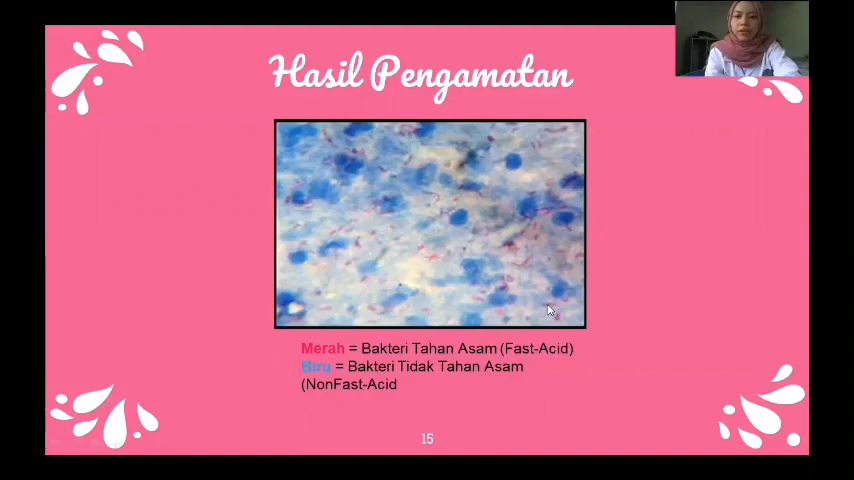 Hasil Pengamatan
Merah = Bakteri Tahan Asam (Fast-Acid)
Biru = Bakteri Tidak Tahan Asam
(NonFast-Acid
15